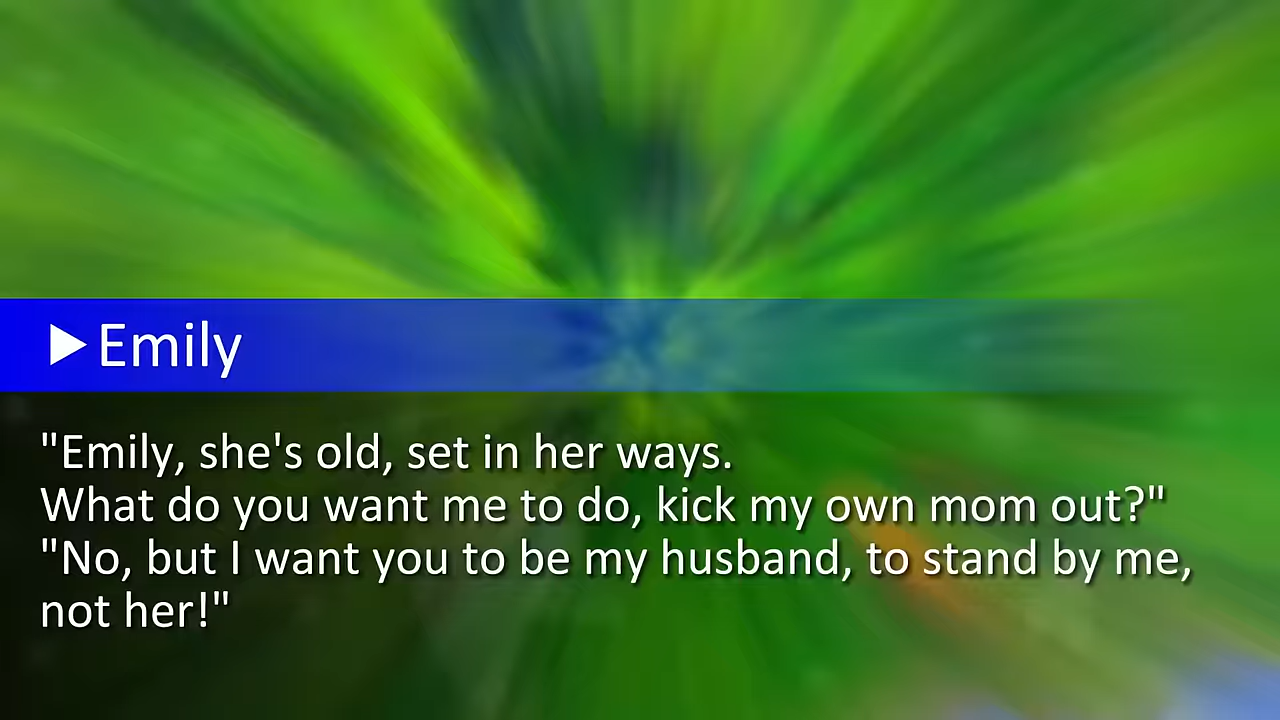 ▶Emily
"Emily, she's old, set in her ways.
What do you want me to do, kick my own mom out?"
"No, but I want you to be my husband, to stand by me,
not her!"